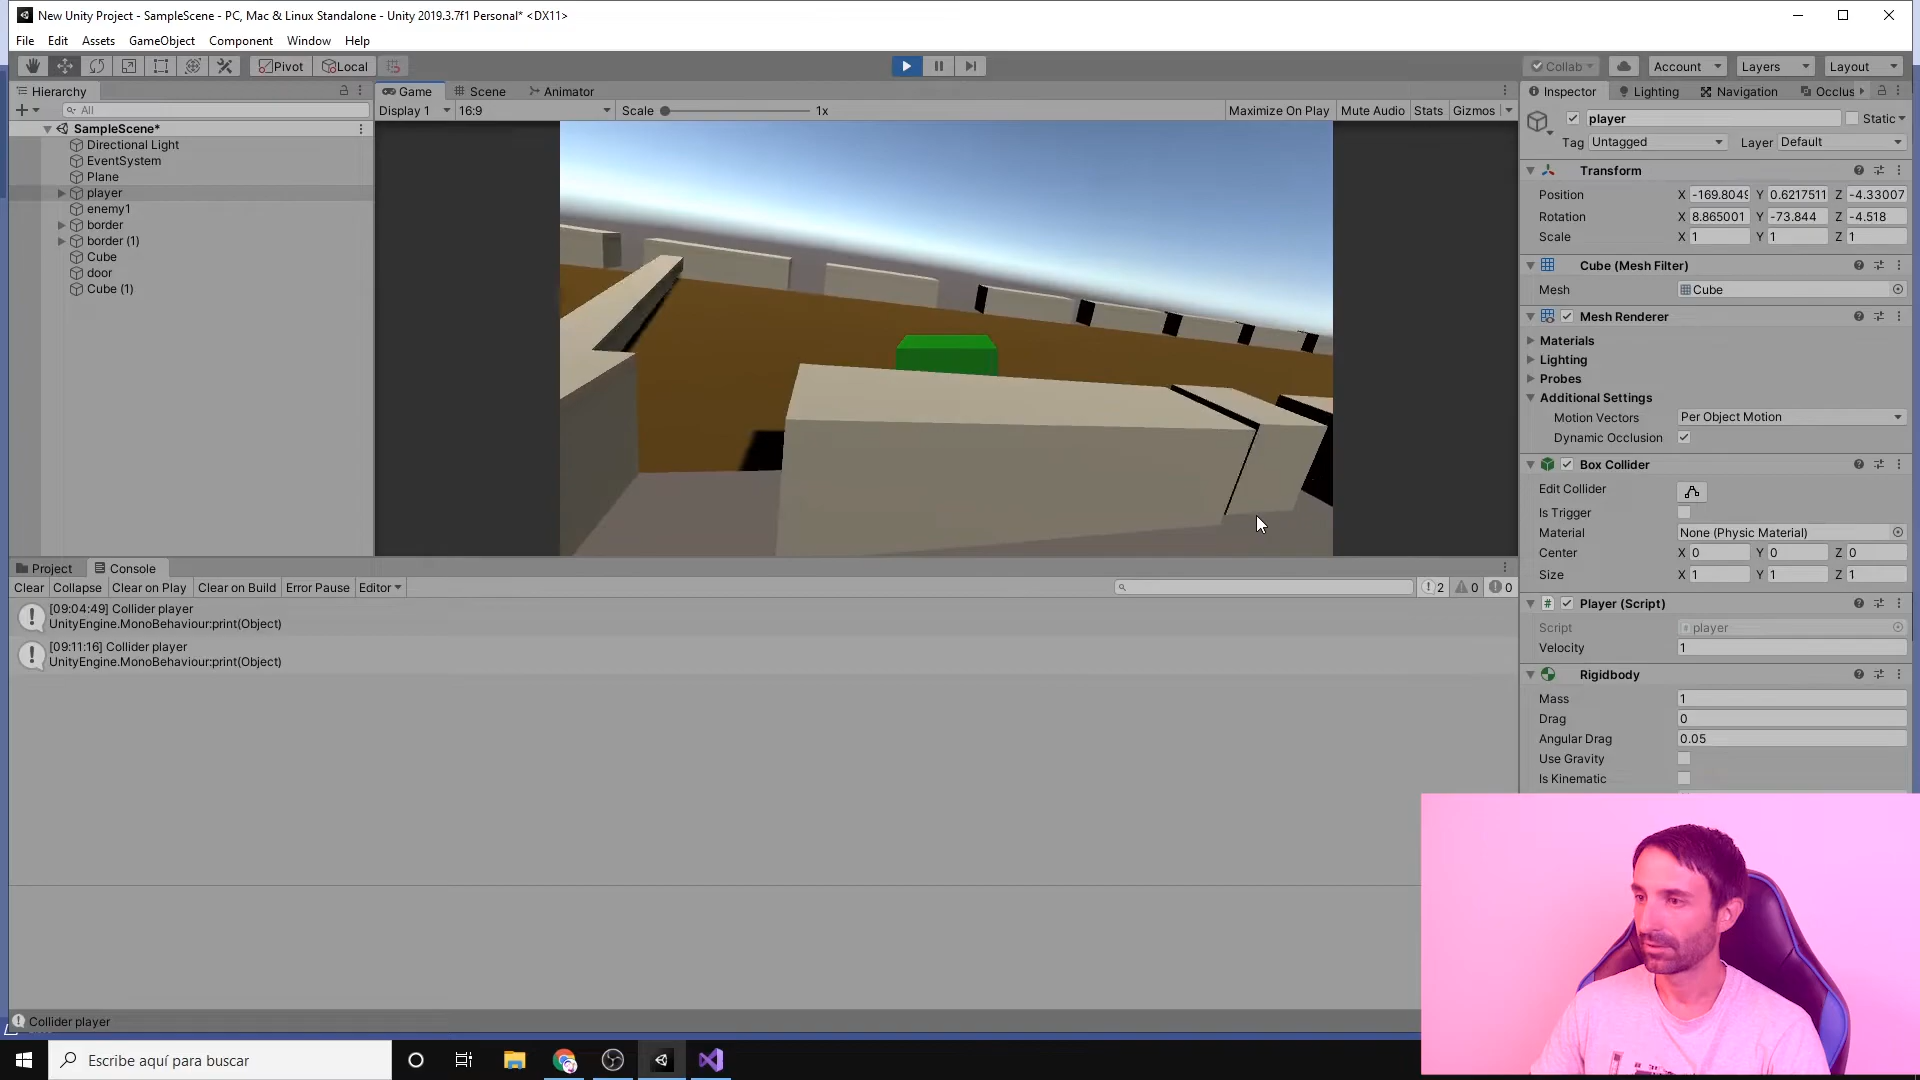 New Unity Project - SampleScene - PC, Mac & Linux Standalone - Unity 2019.3.7f1 Personal* <DX11>
File Edit Assets GameObject Component Window Help
Pivot Local Collab Account Layers Layout
Hierarchy
All
SampleScene*
Directional Light
EventSystem
Plane
player
enemy1
border
border (1)
Cube
door
Cube (1)
Game Scene Animator
Display 1 16:9 Scale 1x Maximize On Play Mute Audio Stats Gizmos
Inspector Lighting Navigation Occlus
player Static
Tag Untagged Layer Default
Transform
Position X -169.8049 Y 0.6217511 Z -4.33007
Rotation X 8.865001 Y -73.844 Z -4.518
Scale X 1 Y 1 Z 1
Cube (Mesh Filter)
Mesh Cube
Mesh Renderer
Materials
Lighting
Probes
Additional Settings
Motion Vectors Per Object Motion
Dynamic Occlusion
Box Collider
Edit Collider
Is Trigger
Material None (Physic Material)
Center X 0 Y 0 Z 0
Size X 1 Y 1 Z 1
Player (Script)
Script player
Velocity 1
Rigidbody
Mass 1
Drag 0
Angular Drag 0.05
Use Gravity
Is Kinematic
Project Console
Clear Collapse Clear on Play Clear on Build Error Pause Editor 2 0 0
[09:04:49] Collider player
UnityEngine.MonoBehaviour:print(Object)
[09:11:16] Collider player
UnityEngine.MonoBehaviour:print(Object)
Collider player
Escribe aquí para buscar